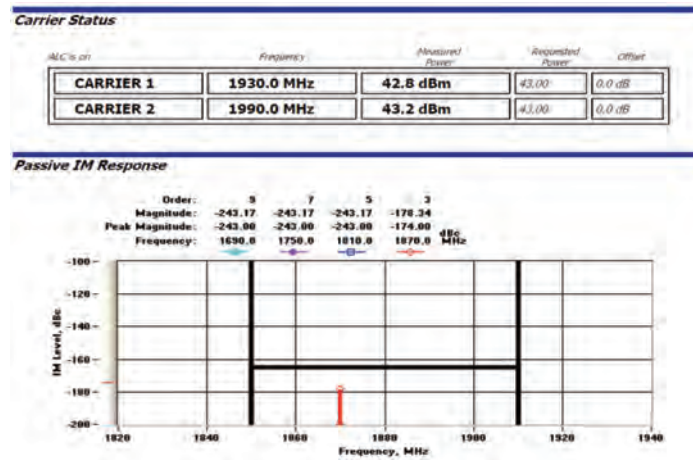 Carrier Status
ALC is on Frequency Measured Power Requested Power Offset
CARRIER 1 1930.0 MHz 42.8 dBm 43.00 0.0 dB
CARRIER 2 1990.0 MHz 43.2 dBm 43.00 0.0 dB
Passive IM Response
Order: 9 7 5 3
Magnitude: -243.17 -243.17 -243.17 -178.34
Peak Magnitude: -243.00 -243.00 -243.00 -174.00 dBc
Frequency: 1690.0 1750.0 1810.0 1870.0 MHz
-100
-120
-140
-160
-180
-200
IM Level, dBc
1820 1840 1860 1880 1900 1920 1940
Frequency, MHz